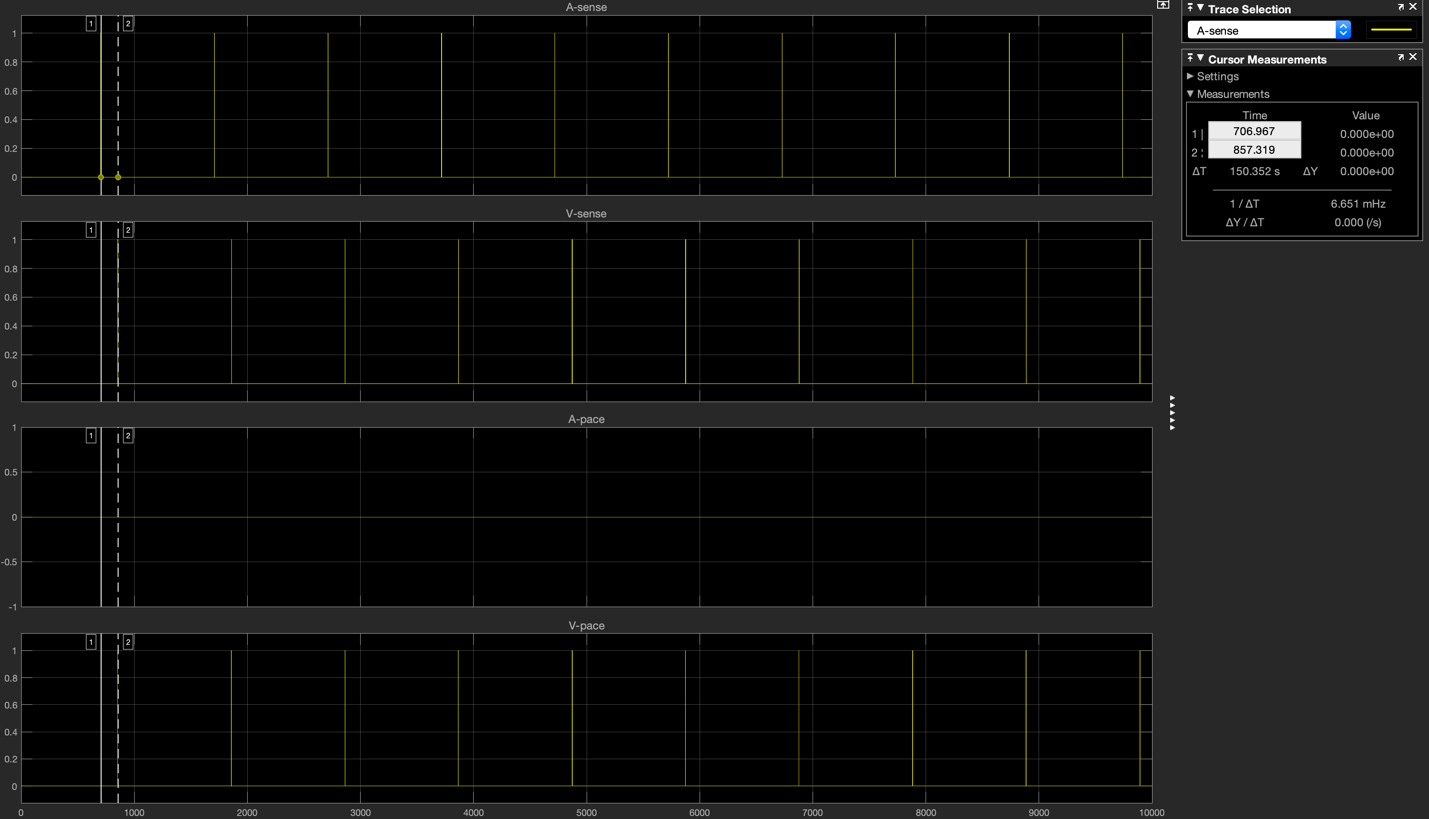 A-sense
1 2
1
0.8
0.6
0.4
0.2
0
V-sense
1 2
1
0.8
0.6
0.4
0.2
0
A-pace
1 2
1
0.5
0
-0.5
-1
V-pace
1 2
1
0.8
0.6
0.4
0.2
0
0 1000 2000 3000 4000 5000 6000 7000 8000 9000 10000
Trace Selection
A-sense
Cursor Measurements
Settings
Measurements
Time Value
1 | 706.967 0.000e+00
2 ¦ 857.319 0.000e+00
ΔT 150.352 s ΔY 0.000e+00
1 / ΔT 6.651 mHz
ΔY / ΔT 0.000 (/s)